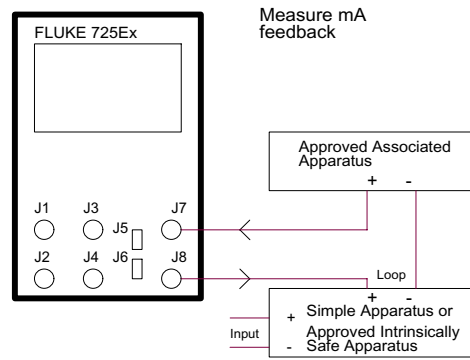 Measure mA
feedback
FLUKE 725Ex
Approved Associated
Apparatus
+ -
J1 J3 J5 J7
J2 J4 J6 J8
Loop
+ -
+ Simple Apparatus or
Input Approved Intrinsically
- Safe Apparatus